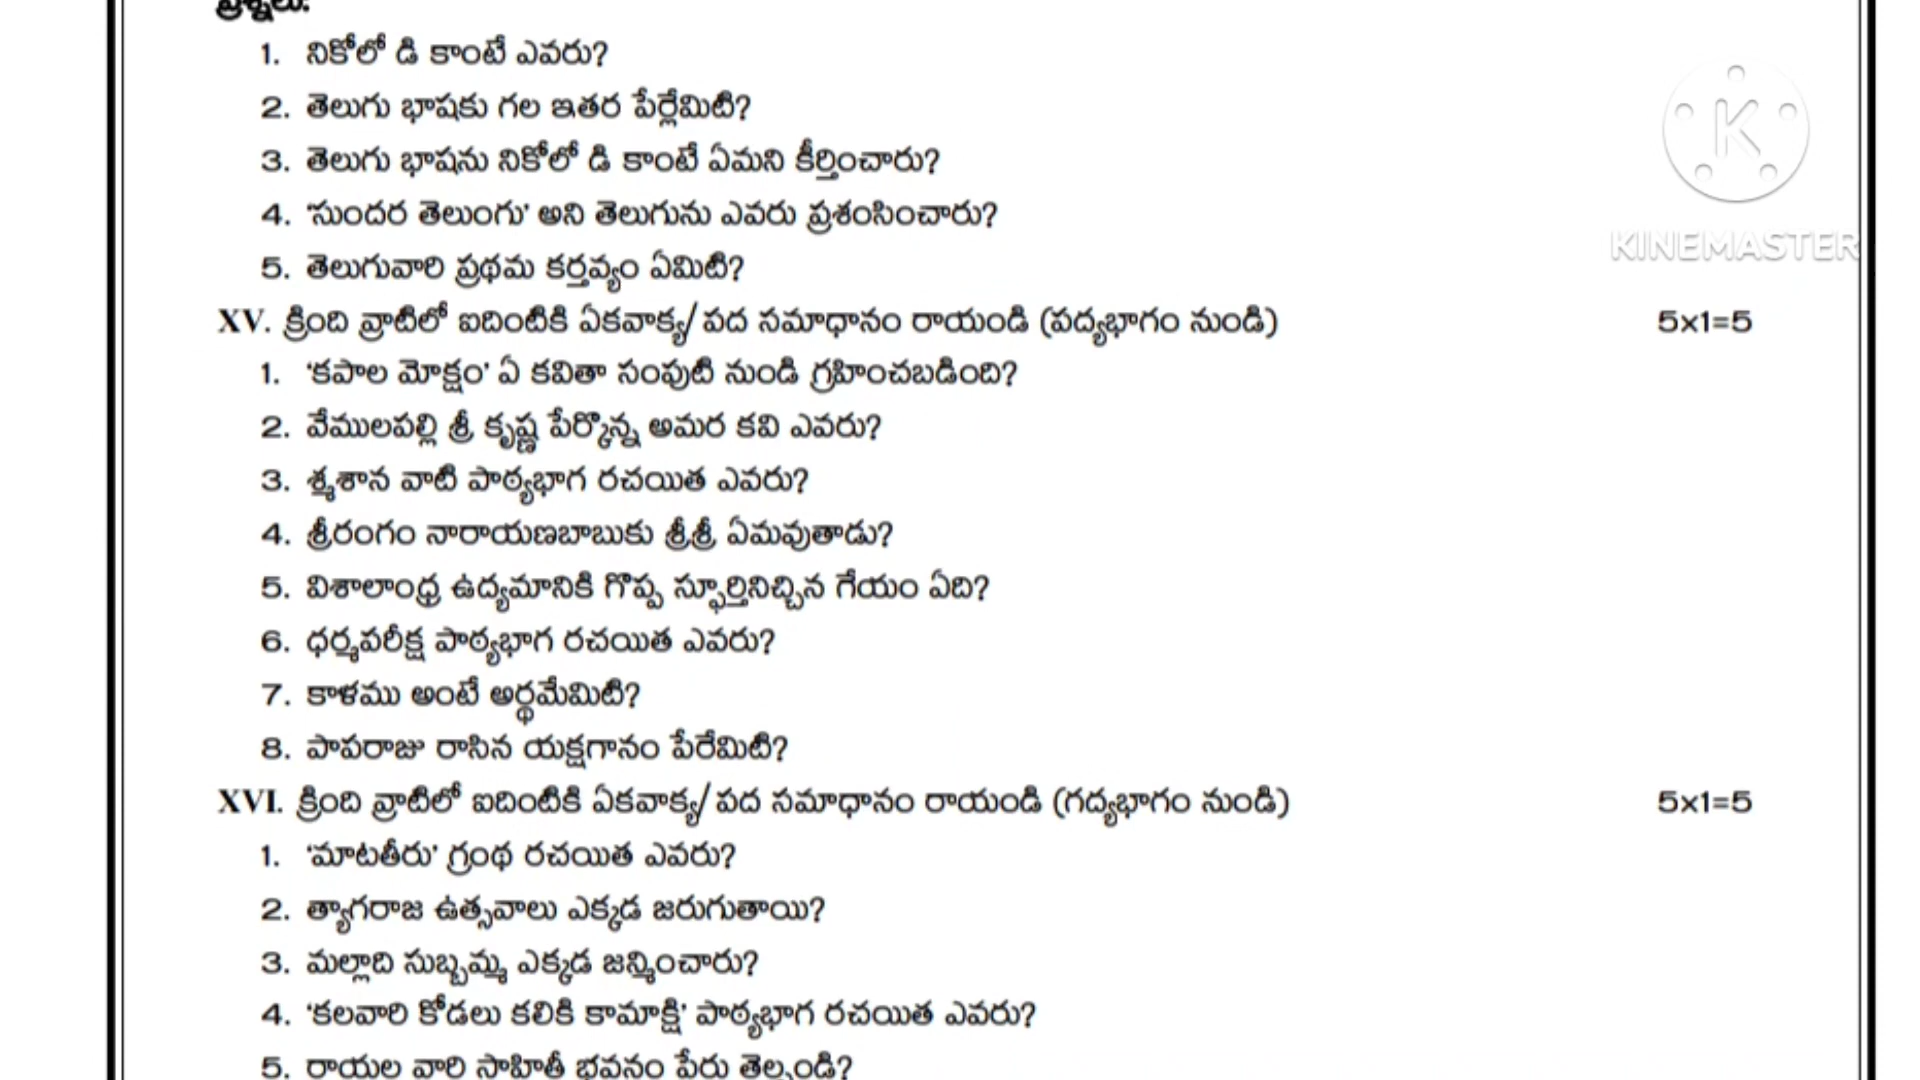 ప్రశ్నలు:
1. నికోలో డి కాంటే ఎవరు?
2. తెలుగు భాషకు గల ఇతర పేర్లేమిటి?
3. తెలుగు భాషను నికోలో డి కాంటే ఏమని కీర్తించారు?
4. 'సుందర తెలుంగు' అని తెలుగును ఎవరు ప్రశంసించారు?
5. తెలుగువారి ప్రథమ కర్తవ్యం ఏమిటి?
XV. క్రింది వ్రాటిలో ఐదింటికి ఏకవాక్య/ పద సమాధానం రాయండి (పద్యభాగం నుండి) 5x1=5
1. 'కపాల మోక్షం' ఏ కవితా సంపుటి నుండి గ్రహించబడింది?
2. వేములపల్లి శ్రీ కృష్ణ పేర్కొన్న అమర కవి ఎవరు?
3. శ్మశాన వాటి పాఠ్యభాగ రచయిత ఎవరు?
4. శ్రీరంగం నారాయణబాబుకు శ్రీశ్రీ ఏమవుతాడు?
5. విశాలాంధ్ర ఉద్యమానికి గొప్ప స్ఫూర్తినిచ్చిన గేయం ఏది?
6. ధర్మపరీక్ష పాఠ్యభాగ రచయిత ఎవరు?
7. కాళము అంటే అర్థమేమిటి?
8. పాపరాజు రాసిన యక్షగానం పేరేమిటి?
XVI. క్రింది వ్రాటిలో ఐదింటికి ఏకవాక్య/ పద సమాధానం రాయండి (గద్యభాగం నుండి) 5x1=5
1. 'మాటతీరు' గ్రంథ రచయిత ఎవరు?
2. త్యాగరాజ ఉత్సవాలు ఎక్కడ జరుగుతాయి?
3. మల్లాది సుబ్బమ్మ ఎక్కడ జన్మించారు?
4. 'కలవారి కోడలు కలికి కామాక్షి' పాఠ్యభాగ రచయిత ఎవరు?
5. రాయల వారి సాహితీ భవనం పేరు తెల్పండి?
K
KINEMASTER